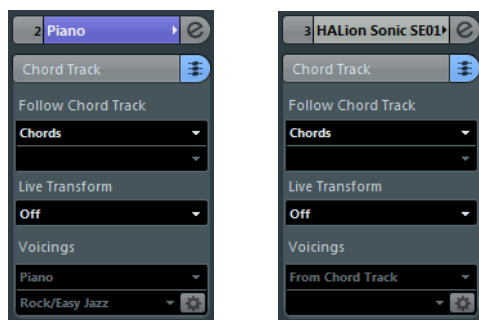 2 Piano
Chord Track
Follow Chord Track
Chords
Live Transform
Off
Voicings
Piano
Rock/Easy Jazz
3 HALion Sonic SE01
Chord Track
Follow Chord Track
Chords
Live Transform
Off
Voicings
From Chord Track